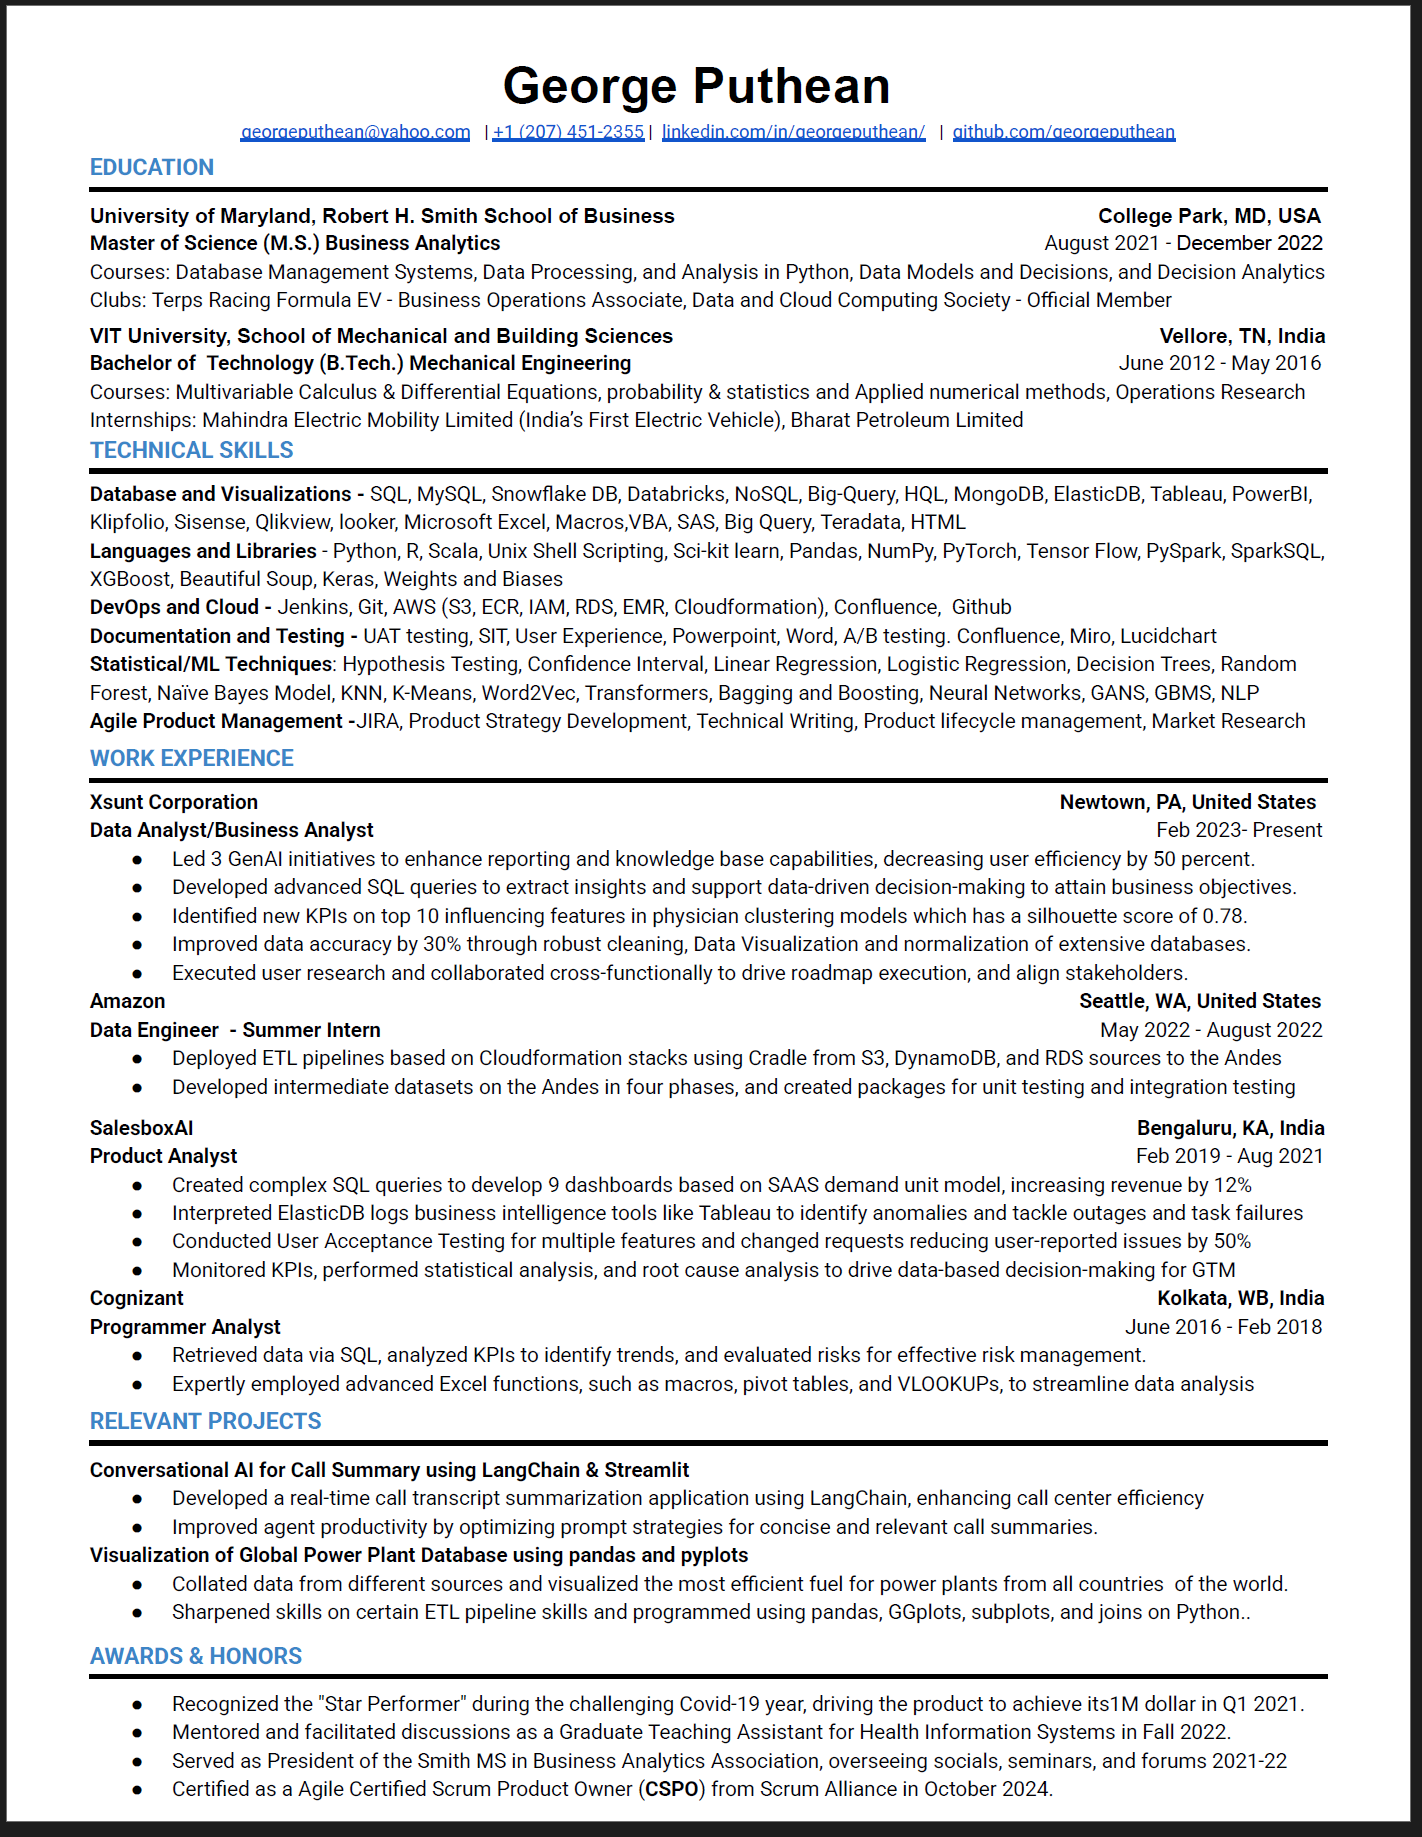 George Puthean
georgeputhean@yahoo.com | +1 (207) 451-2355 | linkedin.com/in/georgeputhean/ | github.com/georgeputhean
EDUCATION
University of Maryland, Robert H. Smith School of Business College Park, MD, USA
Master of Science (M.S.) Business Analytics August 2021 - December 2022
Courses: Database Management Systems, Data Processing, and Analysis in Python, Data Models and Decisions, and Decision Analytics
Clubs: Terps Racing Formula EV - Business Operations Associate, Data and Cloud Computing Society - Official Member
VIT University, School of Mechanical and Building Sciences Vellore, TN, India
Bachelor of  Technology (B.Tech.) Mechanical Engineering June 2012 - May 2016
Courses: Multivariable Calculus & Differential Equations, probability & statistics and Applied numerical methods, Operations Research
Internships: Mahindra Electric Mobility Limited (India’s First Electric Vehicle), Bharat Petroleum Limited
TECHNICAL SKILLS
Database and Visualizations - SQL, MySQL, Snowflake DB, Databricks, NoSQL, Big-Query, HQL, MongoDB, ElasticDB, Tableau, PowerBI,
Klipfolio, Sisense, Qlikview, looker, Microsoft Excel, Macros,VBA, SAS, Big Query, Teradata, HTML
Languages and Libraries - Python, R, Scala, Unix Shell Scripting, Sci-kit learn, Pandas, NumPy, PyTorch, Tensor Flow, PySpark, SparkSQL,
XGBoost, Beautiful Soup, Keras, Weights and Biases
DevOps and Cloud - Jenkins, Git, AWS (S3, ECR, IAM, RDS, EMR, Cloudformation), Confluence,  Github
Documentation and Testing - UAT testing, SIT, User Experience, Powerpoint, Word, A/B testing. Confluence, Miro, Lucidchart
Statistical/ML Techniques: Hypothesis Testing, Confidence Interval, Linear Regression, Logistic Regression, Decision Trees, Random
Forest, Naïve Bayes Model, KNN, K-Means, Word2Vec, Transformers, Bagging and Boosting, Neural Networks, GANS, GBMS, NLP
Agile Product Management -JIRA, Product Strategy Development, Technical Writing, Product lifecycle management, Market Research
WORK EXPERIENCE
Xsunt Corporation Newtown, PA, United States
Data Analyst/Business Analyst Feb 2023- Present
● Led 3 GenAI initiatives to enhance reporting and knowledge base capabilities, decreasing user efficiency by 50 percent.
● Developed advanced SQL queries to extract insights and support data-driven decision-making to attain business objectives.
● Identified new KPIs on top 10 influencing features in physician clustering models which has a silhouette score of 0.78.
● Improved data accuracy by 30% through robust cleaning, Data Visualization and normalization of extensive databases.
● Executed user research and collaborated cross-functionally to drive roadmap execution, and align stakeholders.
Amazon Seattle, WA, United States
Data Engineer  - Summer Intern May 2022 - August 2022
● Deployed ETL pipelines based on Cloudformation stacks using Cradle from S3, DynamoDB, and RDS sources to the Andes
● Developed intermediate datasets on the Andes in four phases, and created packages for unit testing and integration testing
SalesboxAI Bengaluru, KA, India
Product Analyst Feb 2019 - Aug 2021
● Created complex SQL queries to develop 9 dashboards based on SAAS demand unit model, increasing revenue by 12%
● Interpreted ElasticDB logs business intelligence tools like Tableau to identify anomalies and tackle outages and task failures
● Conducted User Acceptance Testing for multiple features and changed requests reducing user-reported issues by 50%
● Monitored KPIs, performed statistical analysis, and root cause analysis to drive data-based decision-making for GTM
Cognizant Kolkata, WB, India
Programmer Analyst June 2016 - Feb 2018
● Retrieved data via SQL, analyzed KPIs to identify trends, and evaluated risks for effective risk management.
● Expertly employed advanced Excel functions, such as macros, pivot tables, and VLOOKUPs, to streamline data analysis
RELEVANT PROJECTS
Conversational AI for Call Summary using LangChain & Streamlit
● Developed a real-time call transcript summarization application using LangChain, enhancing call center efficiency
● Improved agent productivity by optimizing prompt strategies for concise and relevant call summaries.
Visualization of Global Power Plant Database using pandas and pyplots
● Collated data from different sources and visualized the most efficient fuel for power plants from all countries  of the world.
● Sharpened skills on certain ETL pipeline skills and programmed using pandas, GGplots, subplots, and joins on Python..
AWARDS & HONORS
● Recognized the "Star Performer" during the challenging Covid-19 year, driving the product to achieve its1M dollar in Q1 2021.
● Mentored and facilitated discussions as a Graduate Teaching Assistant for Health Information Systems in Fall 2022.
● Served as President of the Smith MS in Business Analytics Association, overseeing socials, seminars, and forums 2021-22
● Certified as a Agile Certified Scrum Product Owner (CSPO) from Scrum Alliance in October 2024.